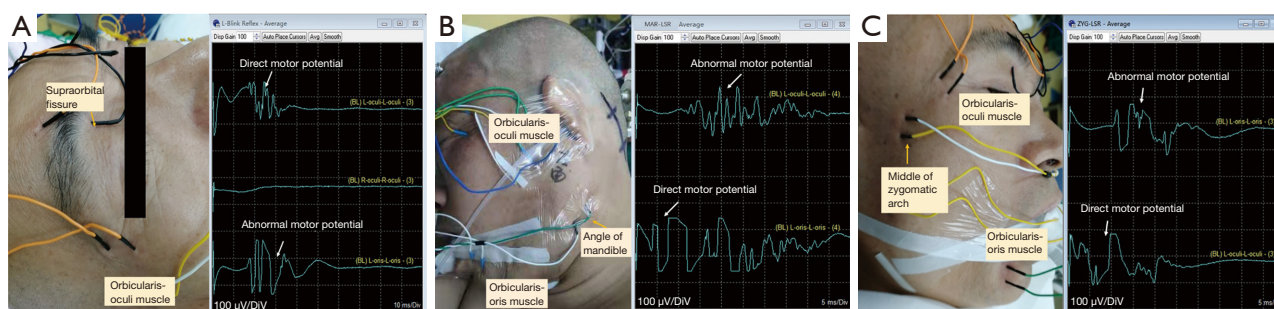 A
Supraorbital
fissure
Orbicularis-
oculi muscle
L-Blink Reflex - Average
Disp Gain 100 Auto Place Cursors Avg Smooth
Direct motor potential
(BL) L-oculi-L-oculi - (3)
(BL) R-oculi-R-oculi - (3)
Abnormal motor potential
(BL) L-oris-L-oris - (3)
100 μV/DiV
10 ms/Div
B
Orbicularis-
oculi muscle
Angle of
mandible
Orbicularis-
oris muscle
MAR-LSR - Average
Disp Gain 100 Auto Place Cursors Avg Smooth
Abnormal motor potential
(BL) L-oculi-L-oculi - (4)
Direct motor potential
(BL) L-oris-L-oris - (4)
100 μV/DiV
5 ms/Div
C
Orbicularis-
oculi muscle
Middle of
zygomatic
arch
Orbicularis-
oris muscle
ZYG-LSR - Average
Disp Gain 100 Auto Place Cursors Avg Smooth
Abnormal motor potential
(BL) L-oris-L-oris - (3)
Direct motor potential
(BL) L-oculi-L-oculi - (3)
100 μV/DiV
5 ms/